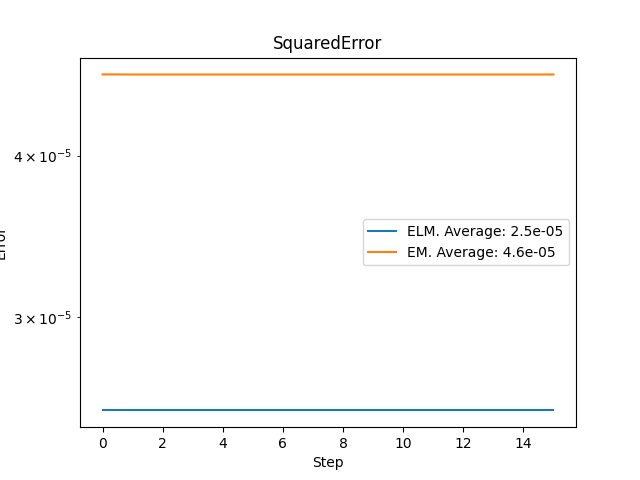 SquaredError
4 × 10⁻⁵
3 × 10⁻⁵
Error
ELM. Average: 2.5e-05
EM. Average: 4.6e-05
0 2 4 6 8 10 12 14
Step